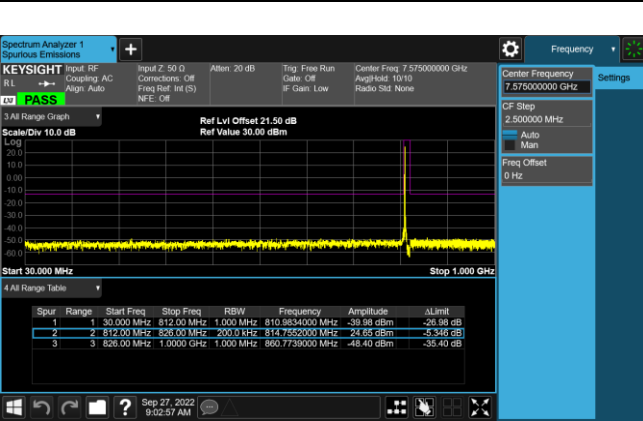 Spectrum Analyzer 1
Spurious Emissions
+
Frequency
KEYSIGHT
RL
LXI
PASS
Input: RF
Coupling: AC
Align: Auto
Input Z: 50 Ω
Corrections: Off
Freq Ref: Int (S)
NFE: Off
Atten: 20 dB
Trig: Free Run
Gate: Off
IF Gain: Low
Center Freq: 7.575000000 GHz
Avg|Hold: 10/10
Radio Std: None
Center Frequency
7.575000000 GHz
Settings
CF Step
2.500000 MHz
Auto
Man
Freq Offset
0 Hz
3 All Range Graph
Scale/Div 10.0 dB
Ref Lvl Offset 21.50 dB
Ref Value 30.00 dBm
Log
20.0
10.0
0.00
-10.0
-20.0
-30.0
-40.0
-50.0
-60.0
Start 30.000 MHz
Stop 1.000 GHz
4 All Range Table
Spur Range Start Freq Stop Freq RBW Frequency Amplitude ΔLimit
1 1 30.000 MHz 812.00 MHz 1.000 MHz 810.9834000 MHz -39.98 dBm -26.98 dB
2 2 812.00 MHz 826.00 MHz 200.0 kHz 814.7552000 MHz 24.65 dBm -5.346 dB
3 3 826.00 MHz 1.0000 GHz 1.000 MHz 860.7739000 MHz -48.40 dBm -35.40 dB
?
Sep 27, 2022
9:02:57 AM